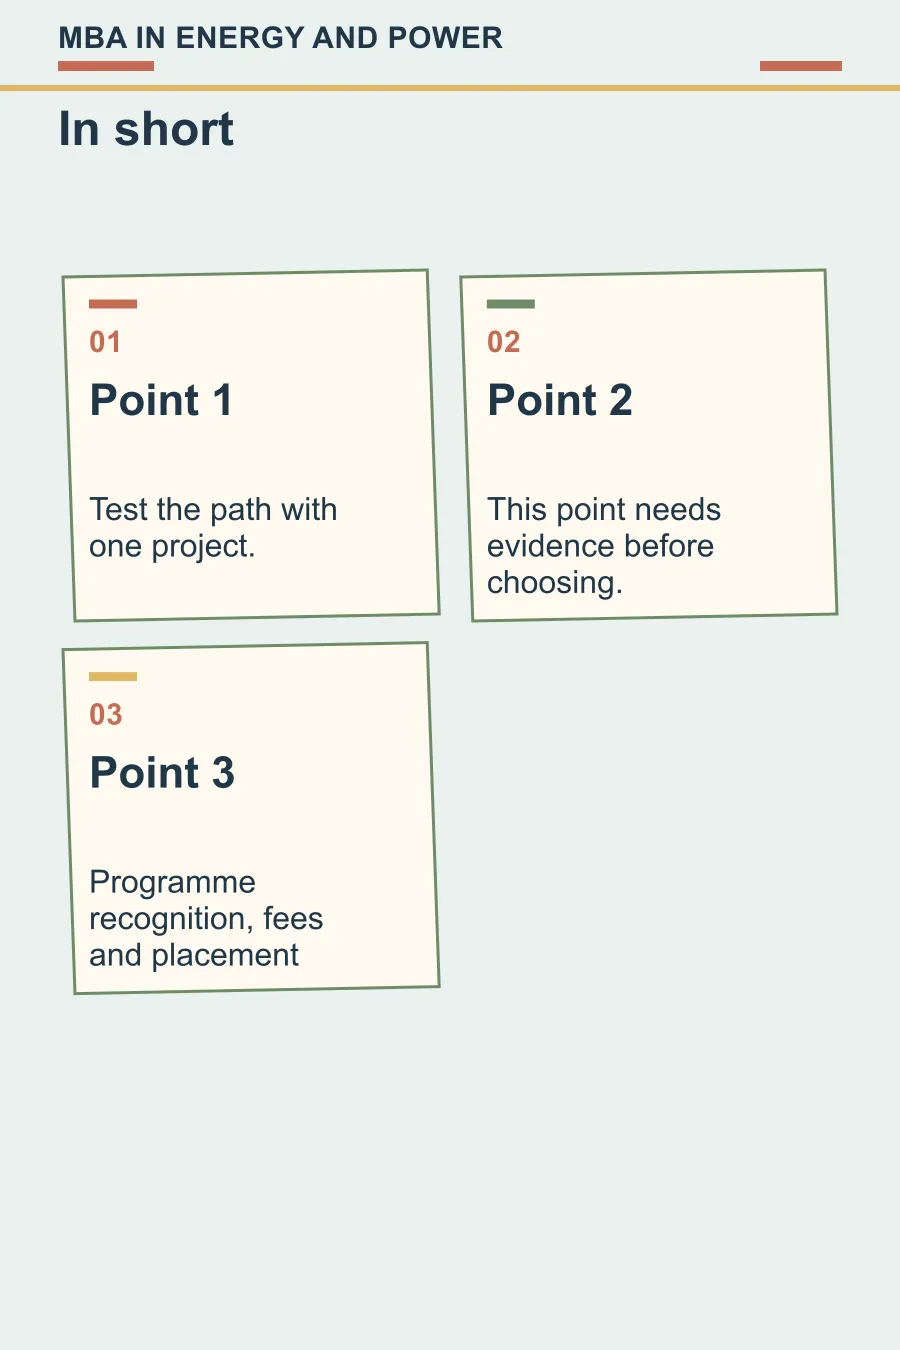 MBA IN ENERGY AND POWER
In short
01
Point 1
Test the path with
one project.
02
Point 2
This point needs
evidence before
choosing.
03
Point 3
Programme
recognition, fees
and placement